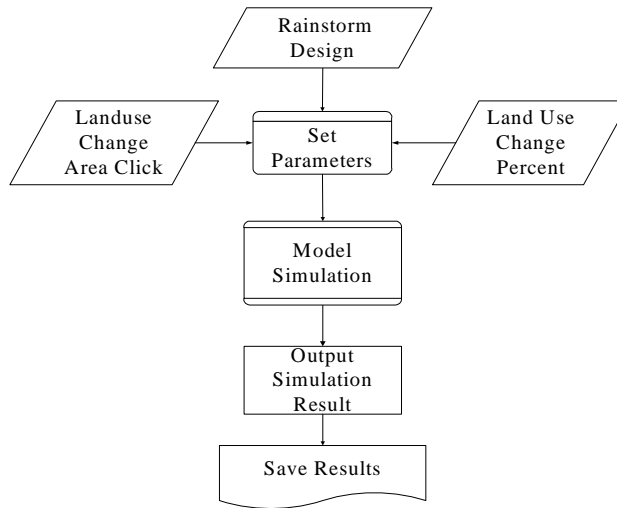 Rainstorm
Design
Landuse
Change
Area Click
Set
Parameters
Land Use
Change
Percent
Model
Simulation
Output
Simulation
Result
Save Results